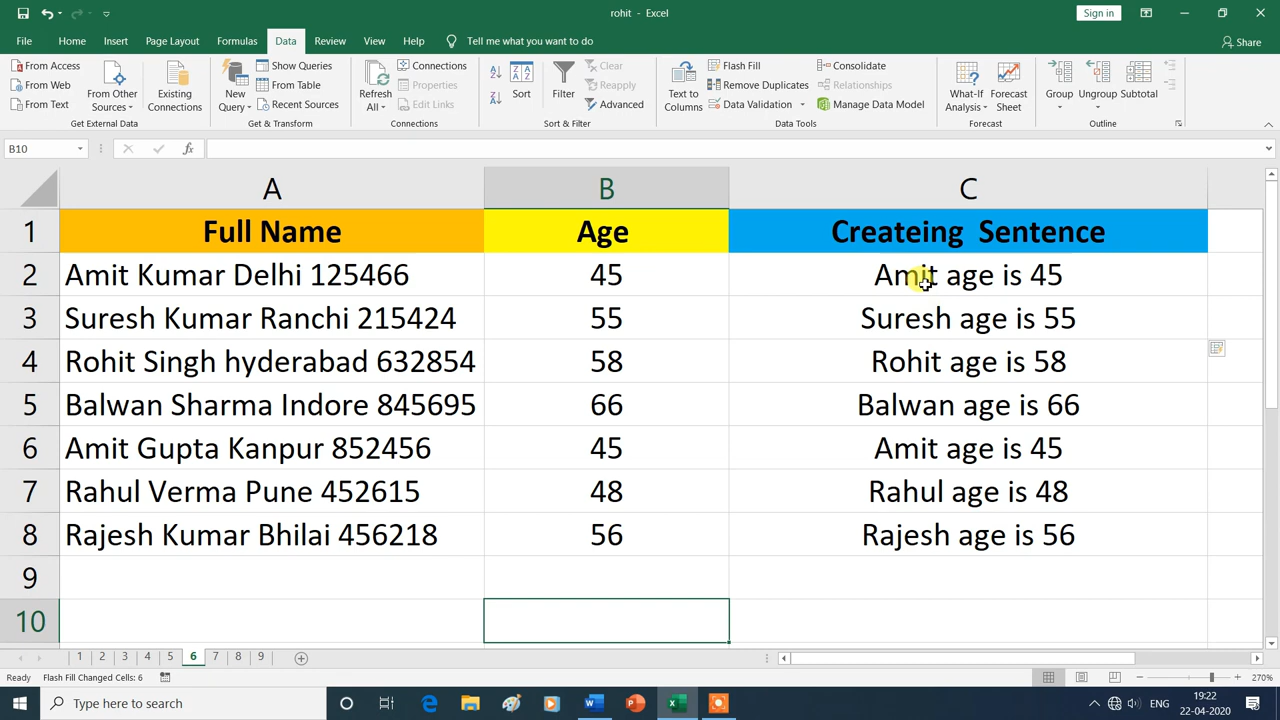 rohit - Excel
Sign in
File Home Insert Page Layout Formulas Data Review View Help Tell me what you want to do Share
From Access
From Web
From Text
From Other Sources
Existing Connections
Get External Data
New Query
Show Queries
From Table
Recent Sources
Get & Transform
Refresh All
Connections
Properties
Edit Links
Connections
Sort
Filter
Clear
Reapply
Advanced
Sort & Filter
Text to Columns
Flash Fill
Remove Duplicates
Data Validation
Consolidate
Relationships
Manage Data Model
Data Tools
What-If Analysis
Forecast Sheet
Forecast
Group
Ungroup
Subtotal
Outline
B10 fx
A B C
1 Full Name Age Createing Sentence
2 Amit Kumar Delhi 125466 45 Amit age is 45
3 Suresh Kumar Ranchi 215424 55 Suresh age is 55
4 Rohit Singh hyderabad 632854 58 Rohit age is 58
5 Balwan Sharma Indore 845695 66 Balwan age is 66
6 Amit Gupta Kanpur 852456 45 Amit age is 45
7 Rahul Verma Pune 452615 48 Rahul age is 48
8 Rajesh Kumar Bhilai 456218 56 Rajesh age is 56
9
10
1 2 3 4 5 6 7 8 9
Ready Flash Fill Changed Cells: 6 270%
Type here to search
ENG
19:22
22-04-2020